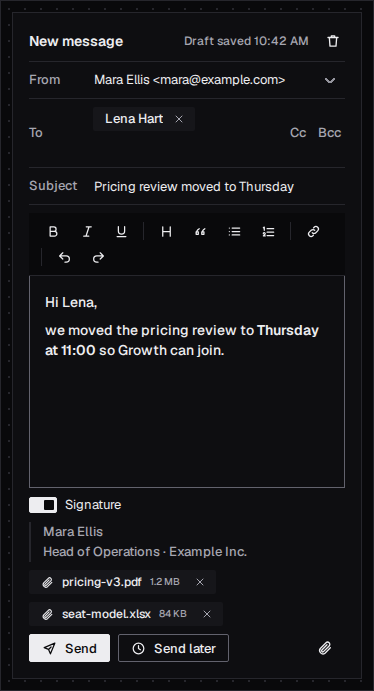 New message Draft saved 10:42 AM
From Mara Ellis <mara@example.com>
To Lena Hart Cc Bcc
Subject Pricing review moved to Thursday
B I U H
Hi Lena,
we moved the pricing review to Thursday
at 11:00 so Growth can join.
Signature
Mara Ellis
Head of Operations · Example Inc.
pricing-v3.pdf 1.2 MB
seat-model.xlsx 84 KB
Send Send later